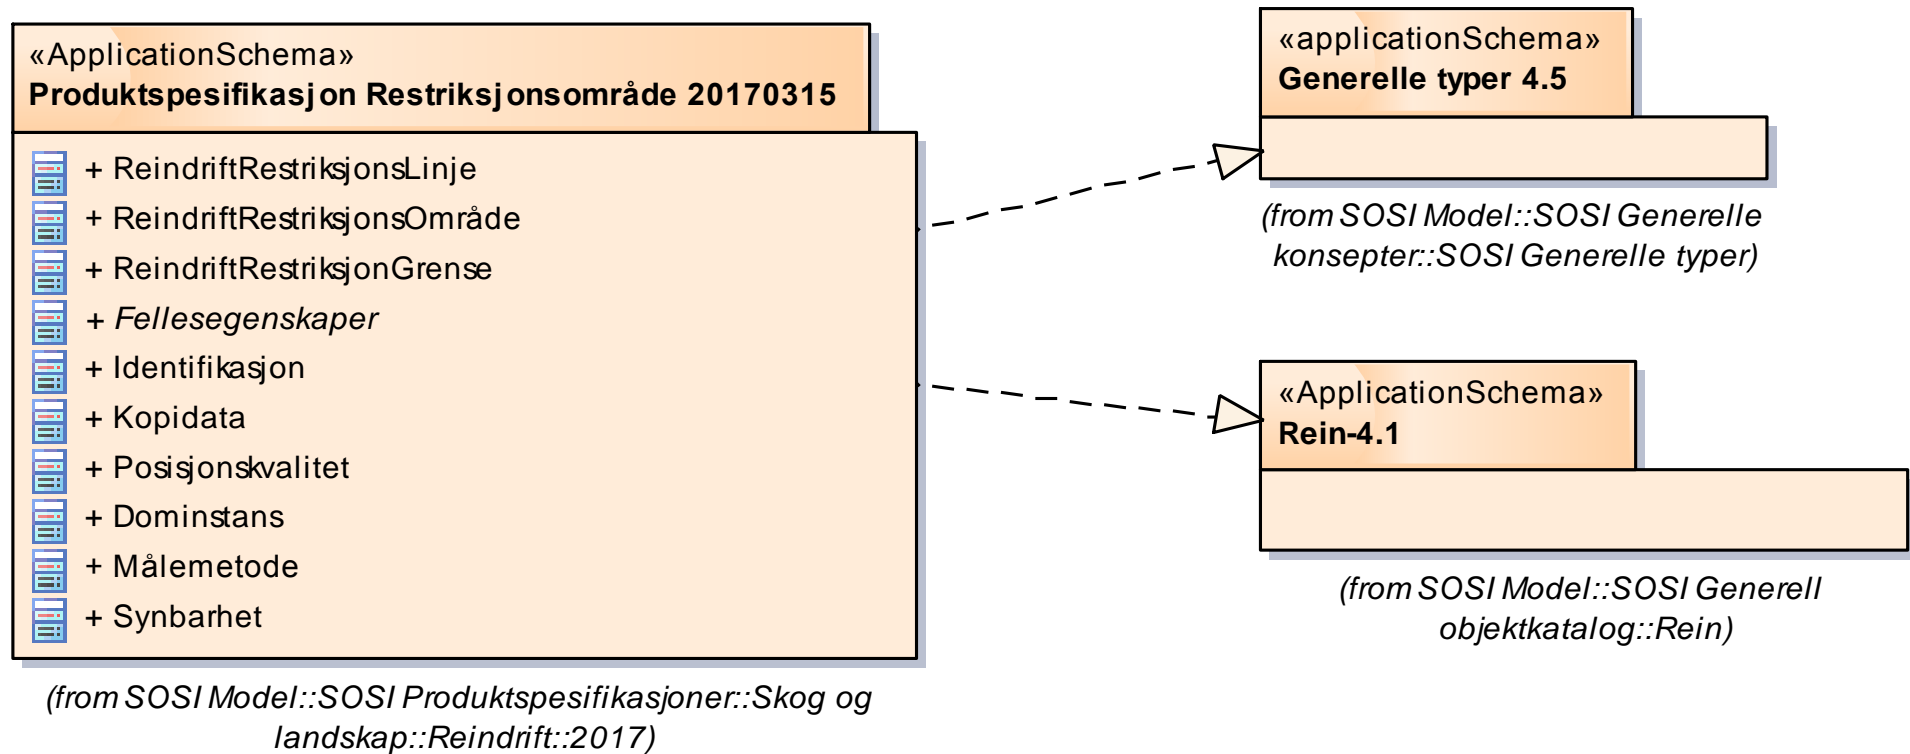 «ApplicationSchema»
Produktspesifikasjon Restriksjonsområde 20170315
+ ReindriftRestriksjonsLinje
+ ReindriftRestriksjonsOmråde
+ ReindriftRestriksjonGrense
+ Fellesegenskaper
+ Identifikasjon
+ Kopidata
+ Posisjonskvalitet
+ Dominstans
+ Målemetode
+ Synbarhet
(from SOSI Model::SOSI Produktspesifikasjoner::Skog og
landskap::Reindrift::2017)
«applicationSchema»
Generelle typer 4.5
(from SOSI Model::SOSI Generelle
konsepter::SOSI Generelle typer)
«ApplicationSchema»
Rein-4.1
(from SOSI Model::SOSI Generell
objektkatalog::Rein)